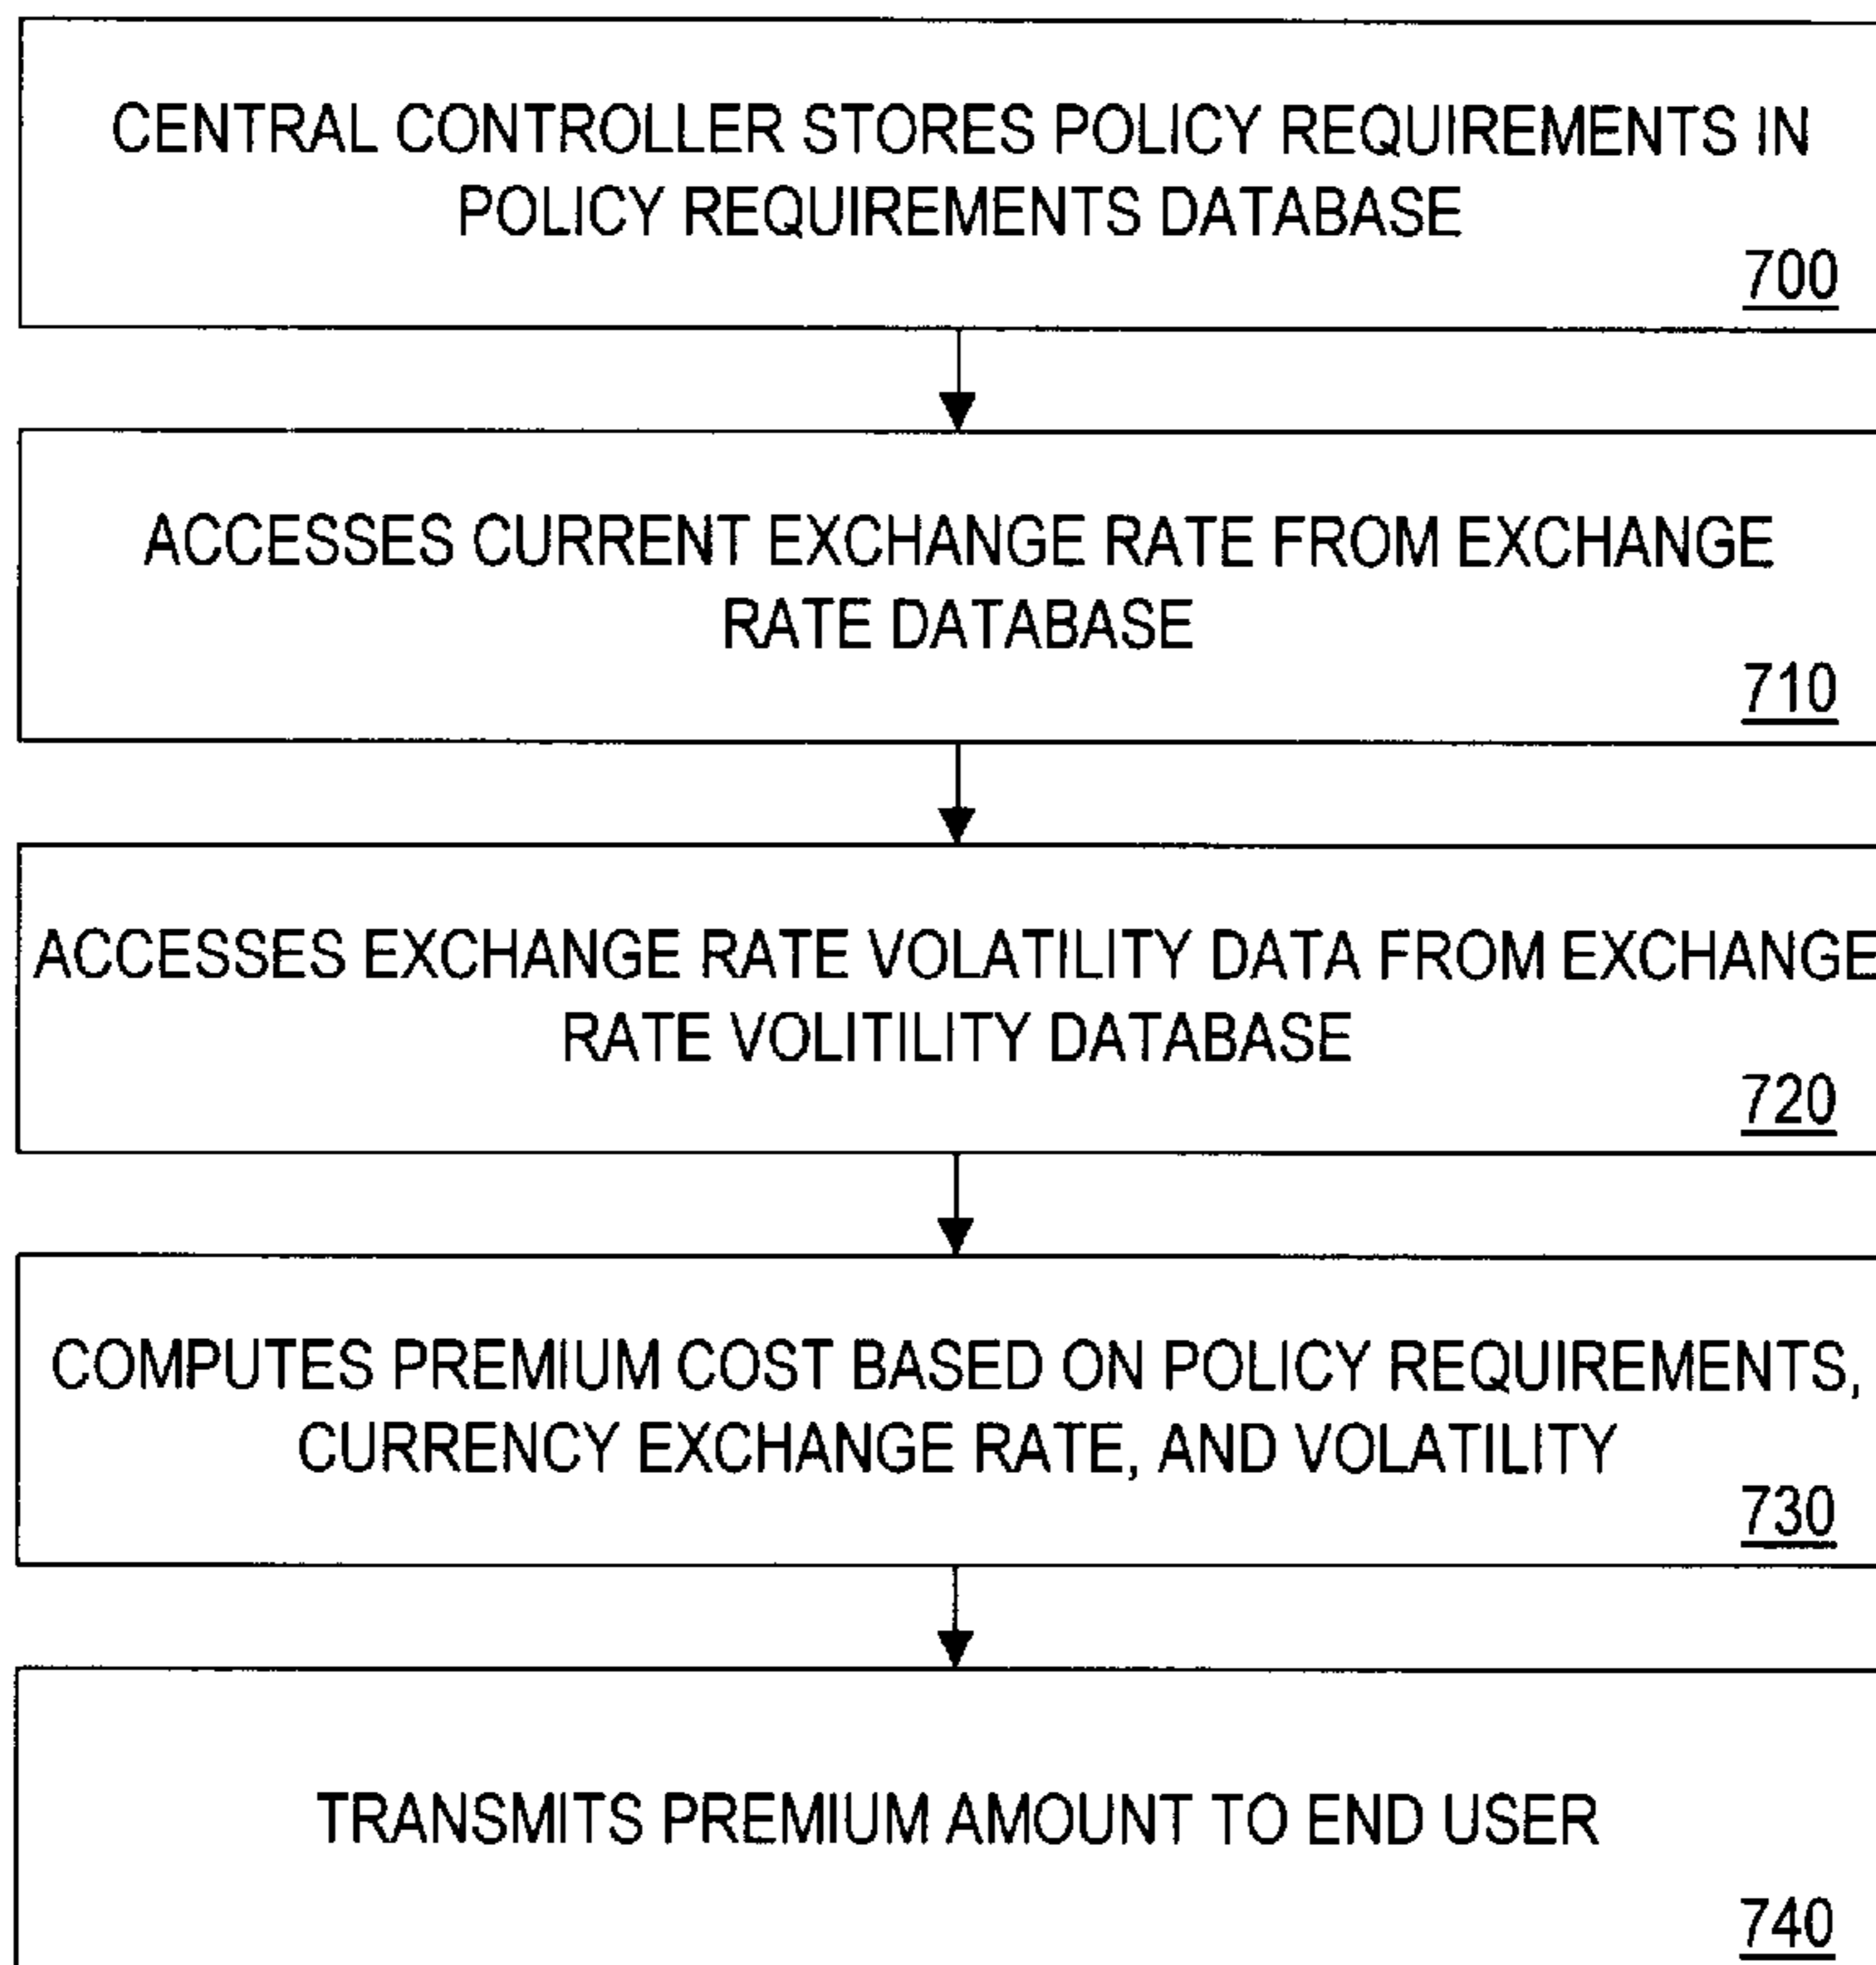 CENTRAL CONTROLLER STORES POLICY REQUIREMENTS IN
POLICY REQUIREMENTS DATABASE
700
ACCESSES CURRENT EXCHANGE RATE FROM EXCHANGE
RATE DATABASE
710
ACCESSES EXCHANGE RATE VOLATILITY DATA FROM EXCHANGE
RATE VOLITILITY DATABASE
720
COMPUTES PREMIUM COST BASED ON POLICY REQUIREMENTS,
CURRENCY EXCHANGE RATE, AND VOLATILITY
730
TRANSMITS PREMIUM AMOUNT TO END USER
740